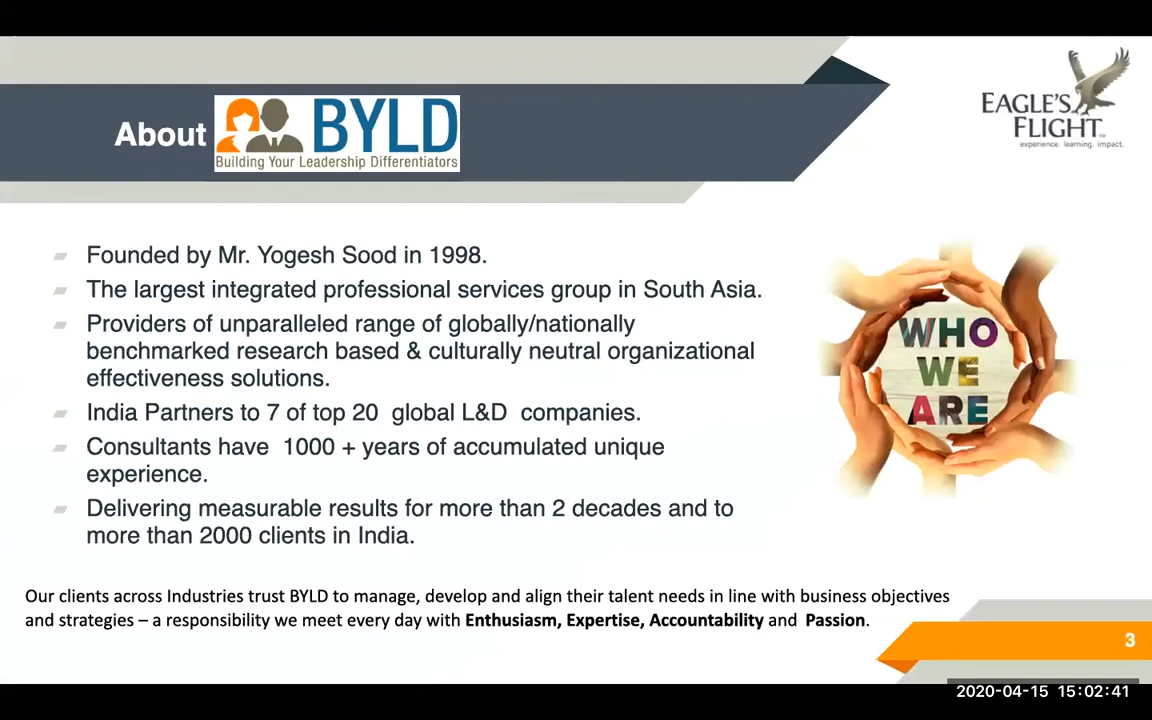 About BYLD
Building Your Leadership Differentiators
EAGLE'S
FLIGHT™
experience. learning. impact.
Founded by Mr. Yogesh Sood in 1998.
The largest integrated professional services group in South Asia.
Providers of unparalleled range of globally/nationally
benchmarked research based & culturally neutral organizational
effectiveness solutions.
India Partners to 7 of top 20 global L&D companies.
Consultants have 1000 + years of accumulated unique
experience.
Delivering measurable results for more than 2 decades and to
more than 2000 clients in India.
WHO
WE
ARE
Our clients across Industries trust BYLD to manage, develop and align their talent needs in line with business objectives
and strategies – a responsibility we meet every day with Enthusiasm, Expertise, Accountability and Passion.
3
2020-04-15 15:02:41